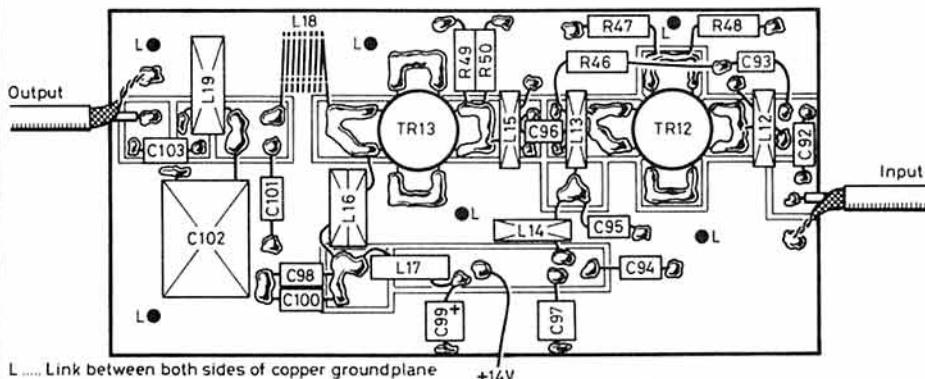 L18
R47
L
R48
L
L
R49
R50
R46
C93
L19
Output
TR13
L15
C96
L13
TR12
L12
C92
C103
Input
C101
L16
C102
L
L14
C95
L
C98
L17
C94
C100
C99
+
C97
L
L .... Link between both sides of copper groundplane
+14V